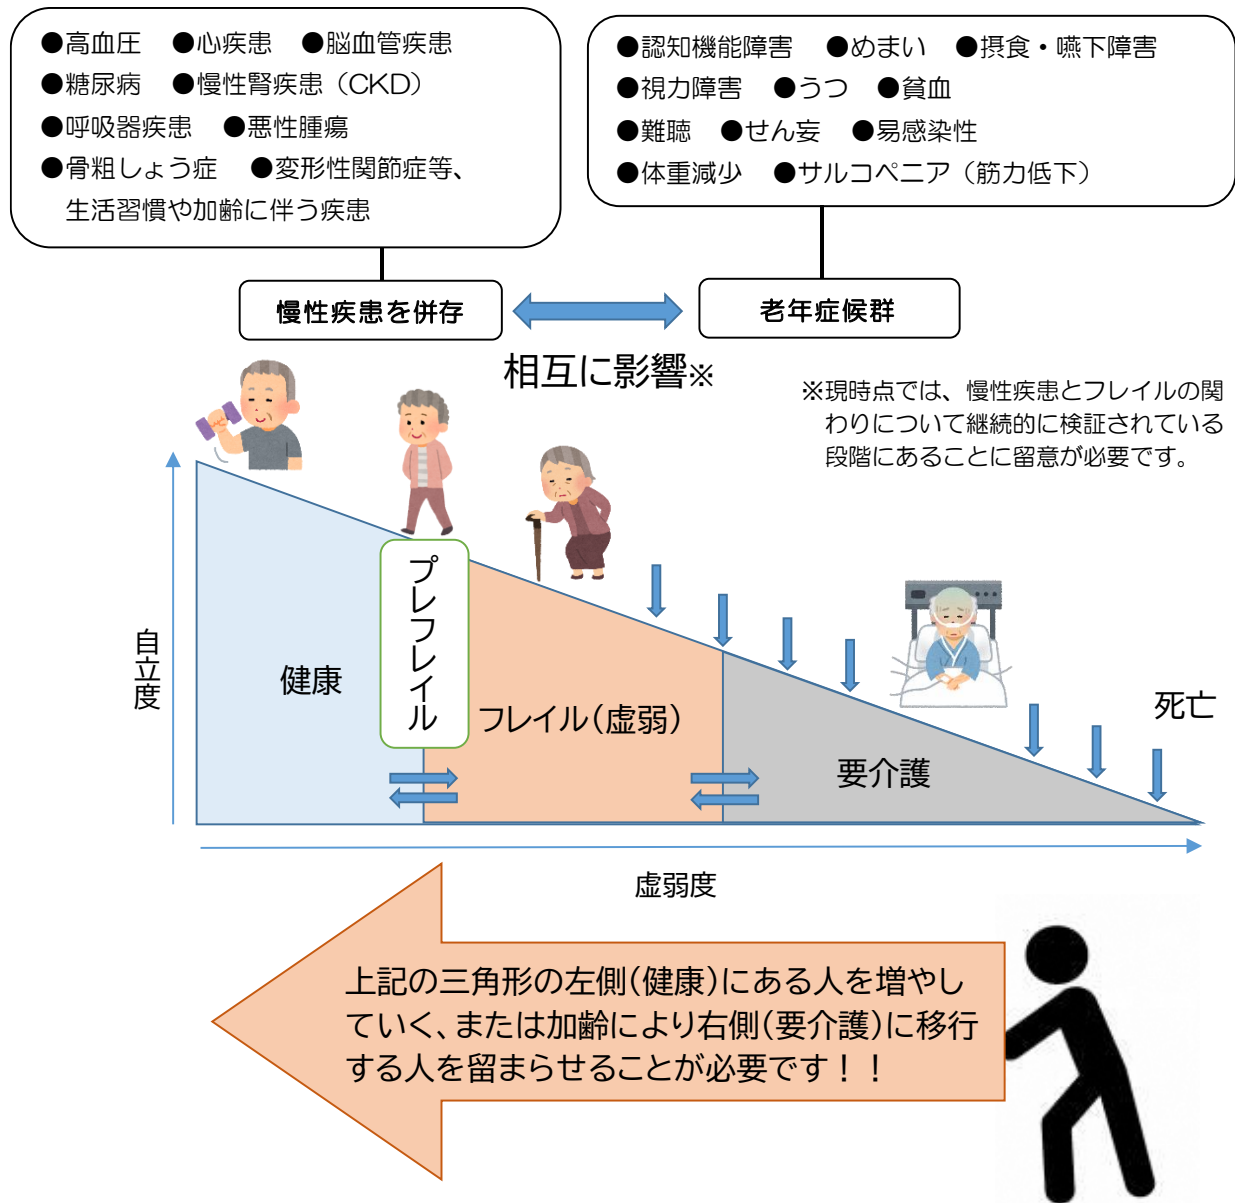 ●高血圧　●心疾患　●脳血管疾患
●糖尿病　●慢性腎疾患（CKD）
●呼吸器疾患　●悪性腫瘍
●骨粗しょう症　●変形性関節症等、
生活習慣や加齢に伴う疾患
●認知機能障害　●めまい　●摂食・嚥下障害
●視力障害　●うつ　●貧血
●難聴　●せん妄　●易感染性
●体重減少　●サルコペニア（筋力低下）
慢性疾患を併存
老年症候群
相互に影響※
※現時点では、慢性疾患とフレイルの関
わりについて継続的に検証されている
段階にあることに留意が必要です。
自立度
健康
プレフレイル
フレイル（虚弱）
要介護
死亡
虚弱度
上記の三角形の左側（健康）にある人を増やし
ていく、または加齢により右側（要介護）に移行
する人を留まらせることが必要です！！